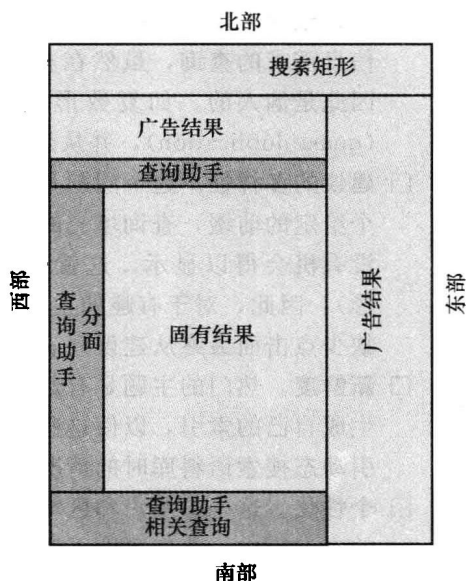 北部
搜索矩形
广告结果
查询助手
西部
查询助手
分面
固有结果
广告结果
东部
查询助手
相关查询
南部